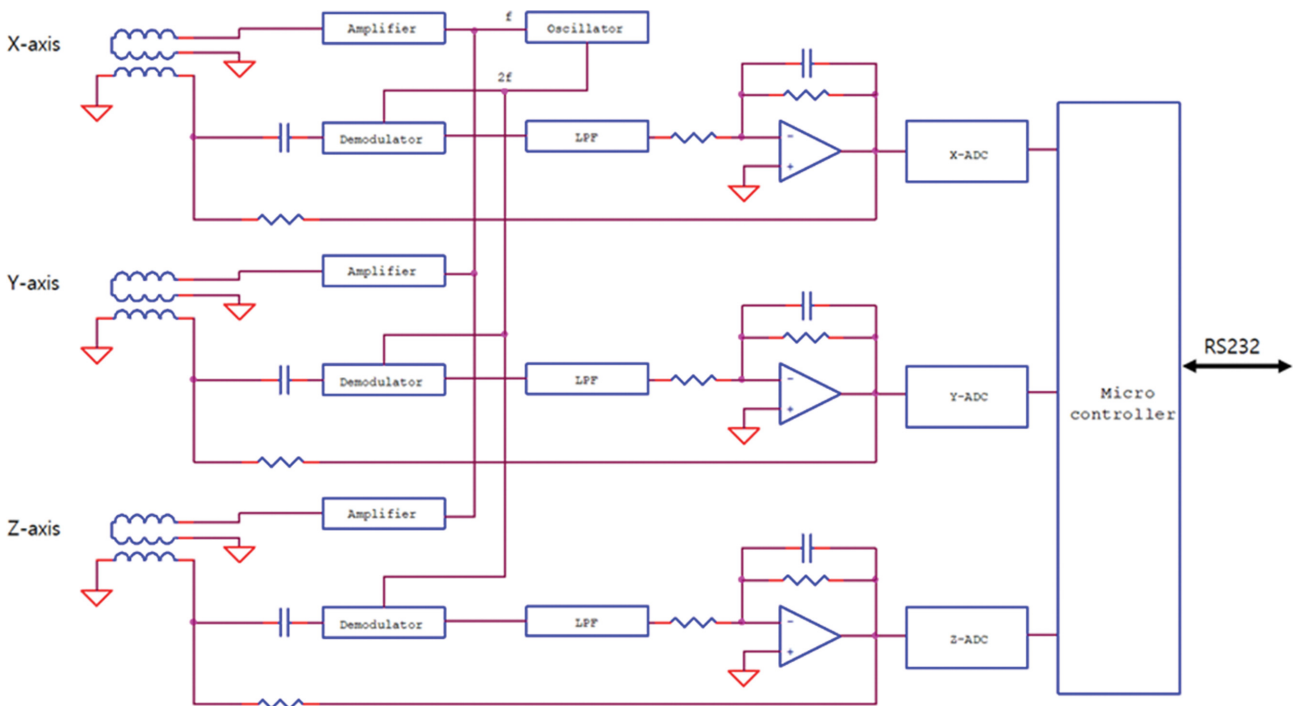 X-axis
Amplifier
f
Oscillator
2f
Demodulator
LPF
-
+
X-ADC
Y-axis
Amplifier
Demodulator
LPF
-
+
Y-ADC
Micro
controller
RS232
Z-axis
Amplifier
Demodulator
LPF
-
+
Z-ADC